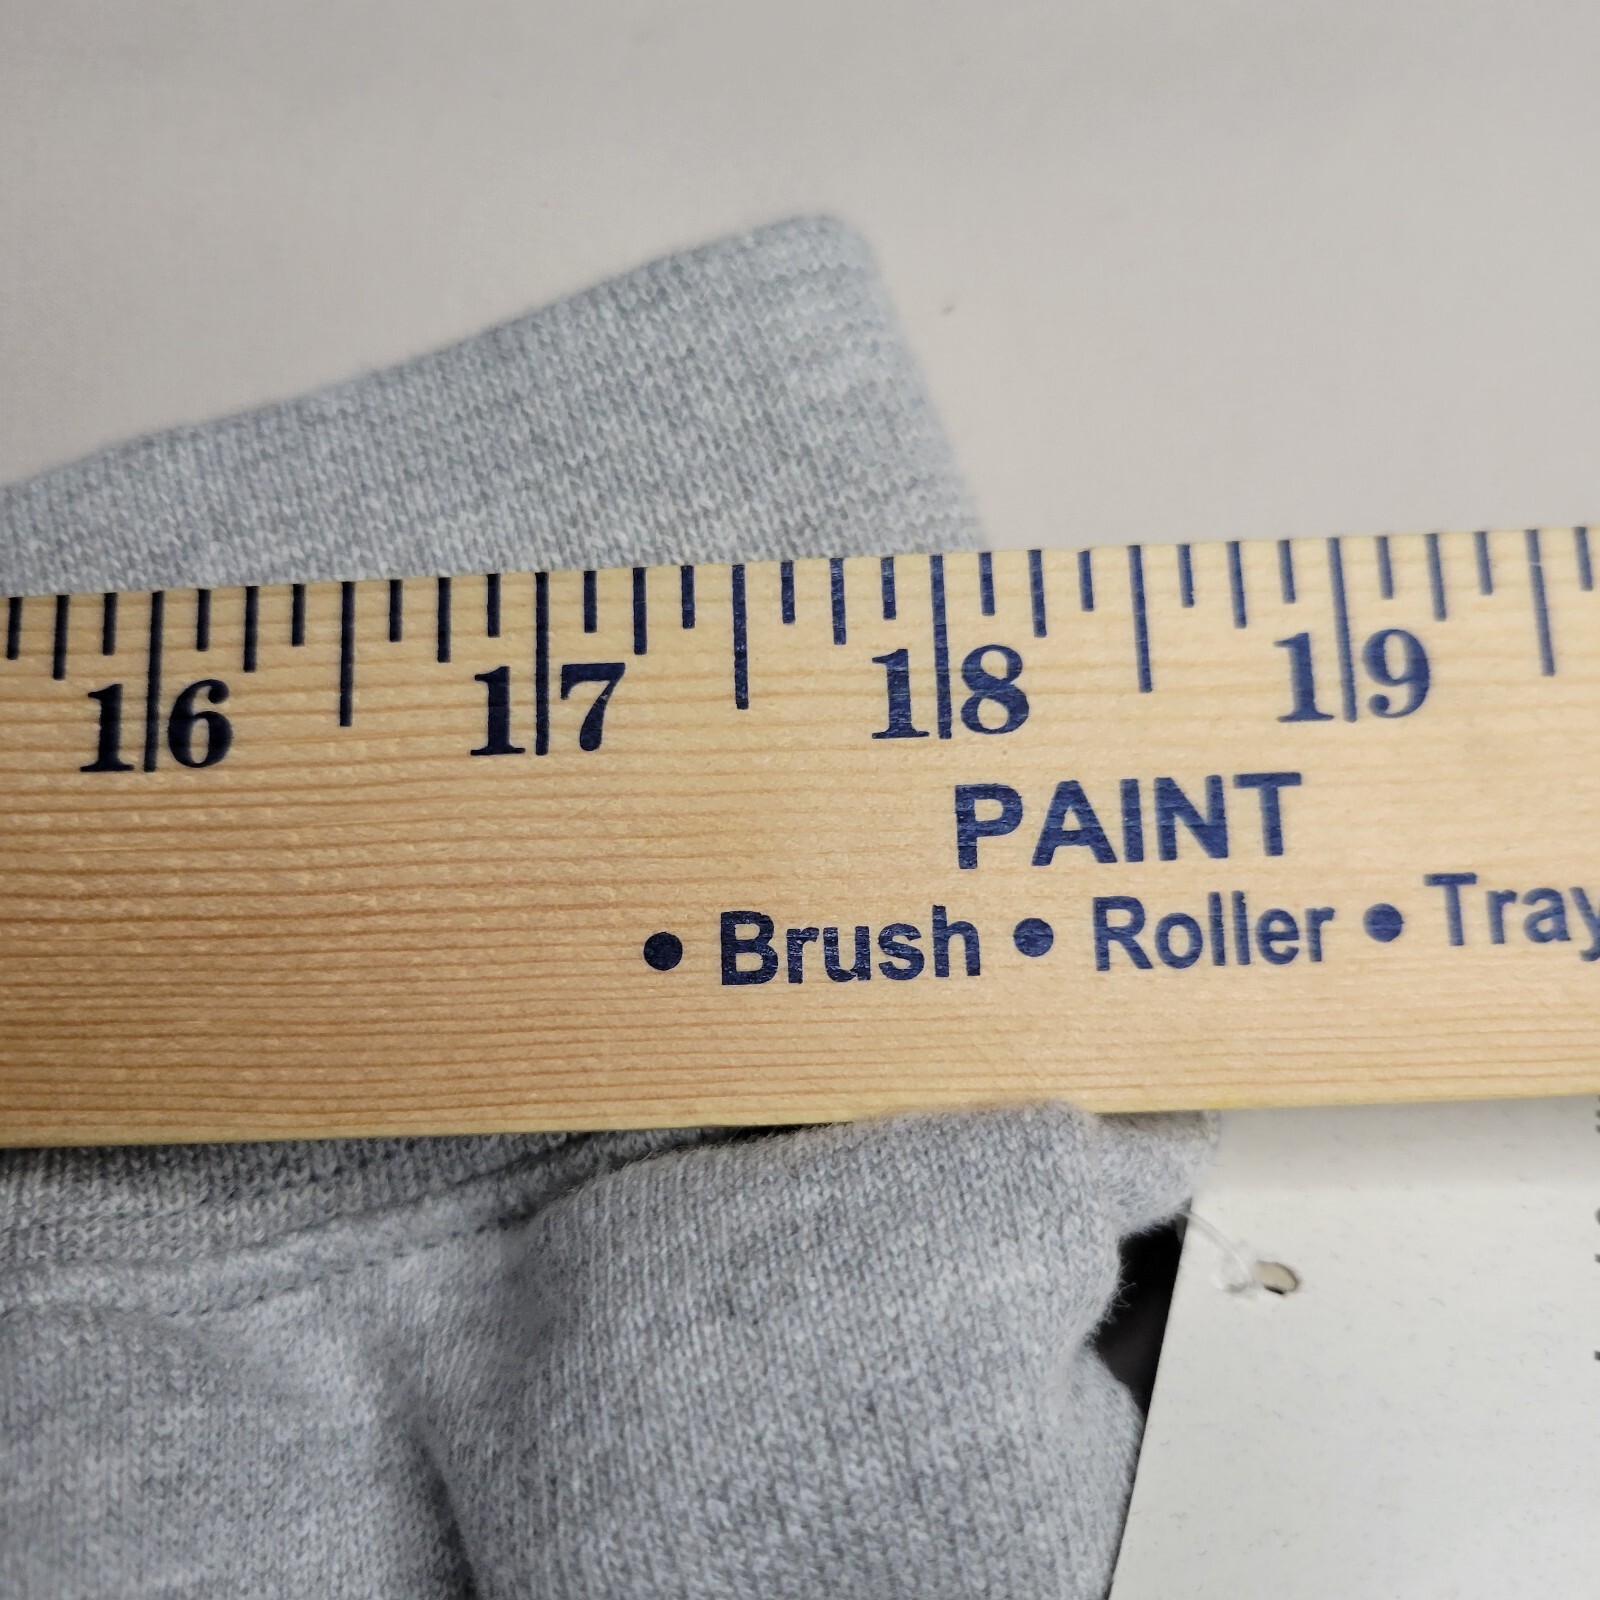 16 17 18 19
PAINT
• Brush • Roller • Tray